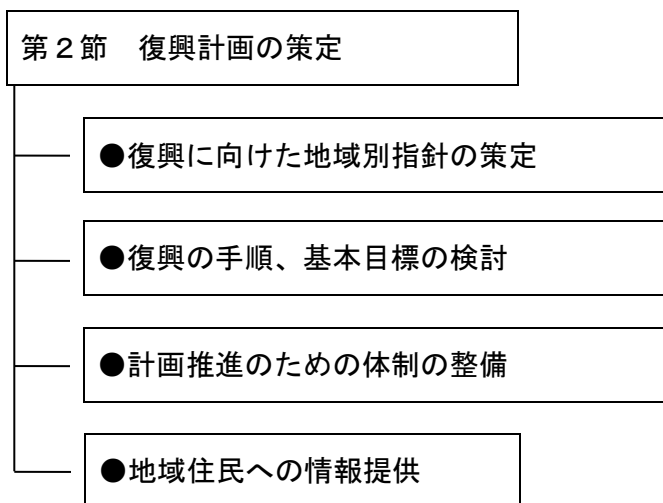 第２節　復興計画の策定
●復興に向けた地域別指針の策定
●復興の手順、基本目標の検討
●計画推進のための体制の整備
●地域住民への情報提供